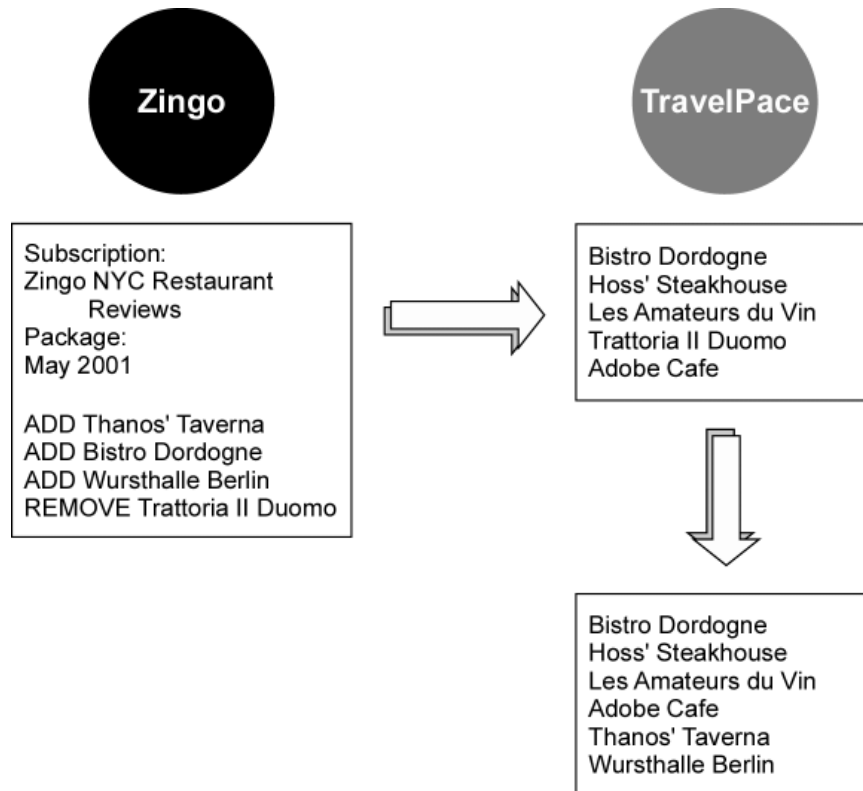 Zingo
TravelPace
Subscription:
Zingo NYC Restaurant
Reviews
Package:
May 2001
ADD Thanos' Taverna
ADD Bistro Dordogne
ADD Wursthalle Berlin
REMOVE Trattoria II Duomo
Bistro Dordogne
Hoss' Steakhouse
Les Amateurs du Vin
Trattoria II Duomo
Adobe Cafe
Bistro Dordogne
Hoss' Steakhouse
Les Amateurs du Vin
Adobe Cafe
Thanos' Taverna
Wursthalle Berlin